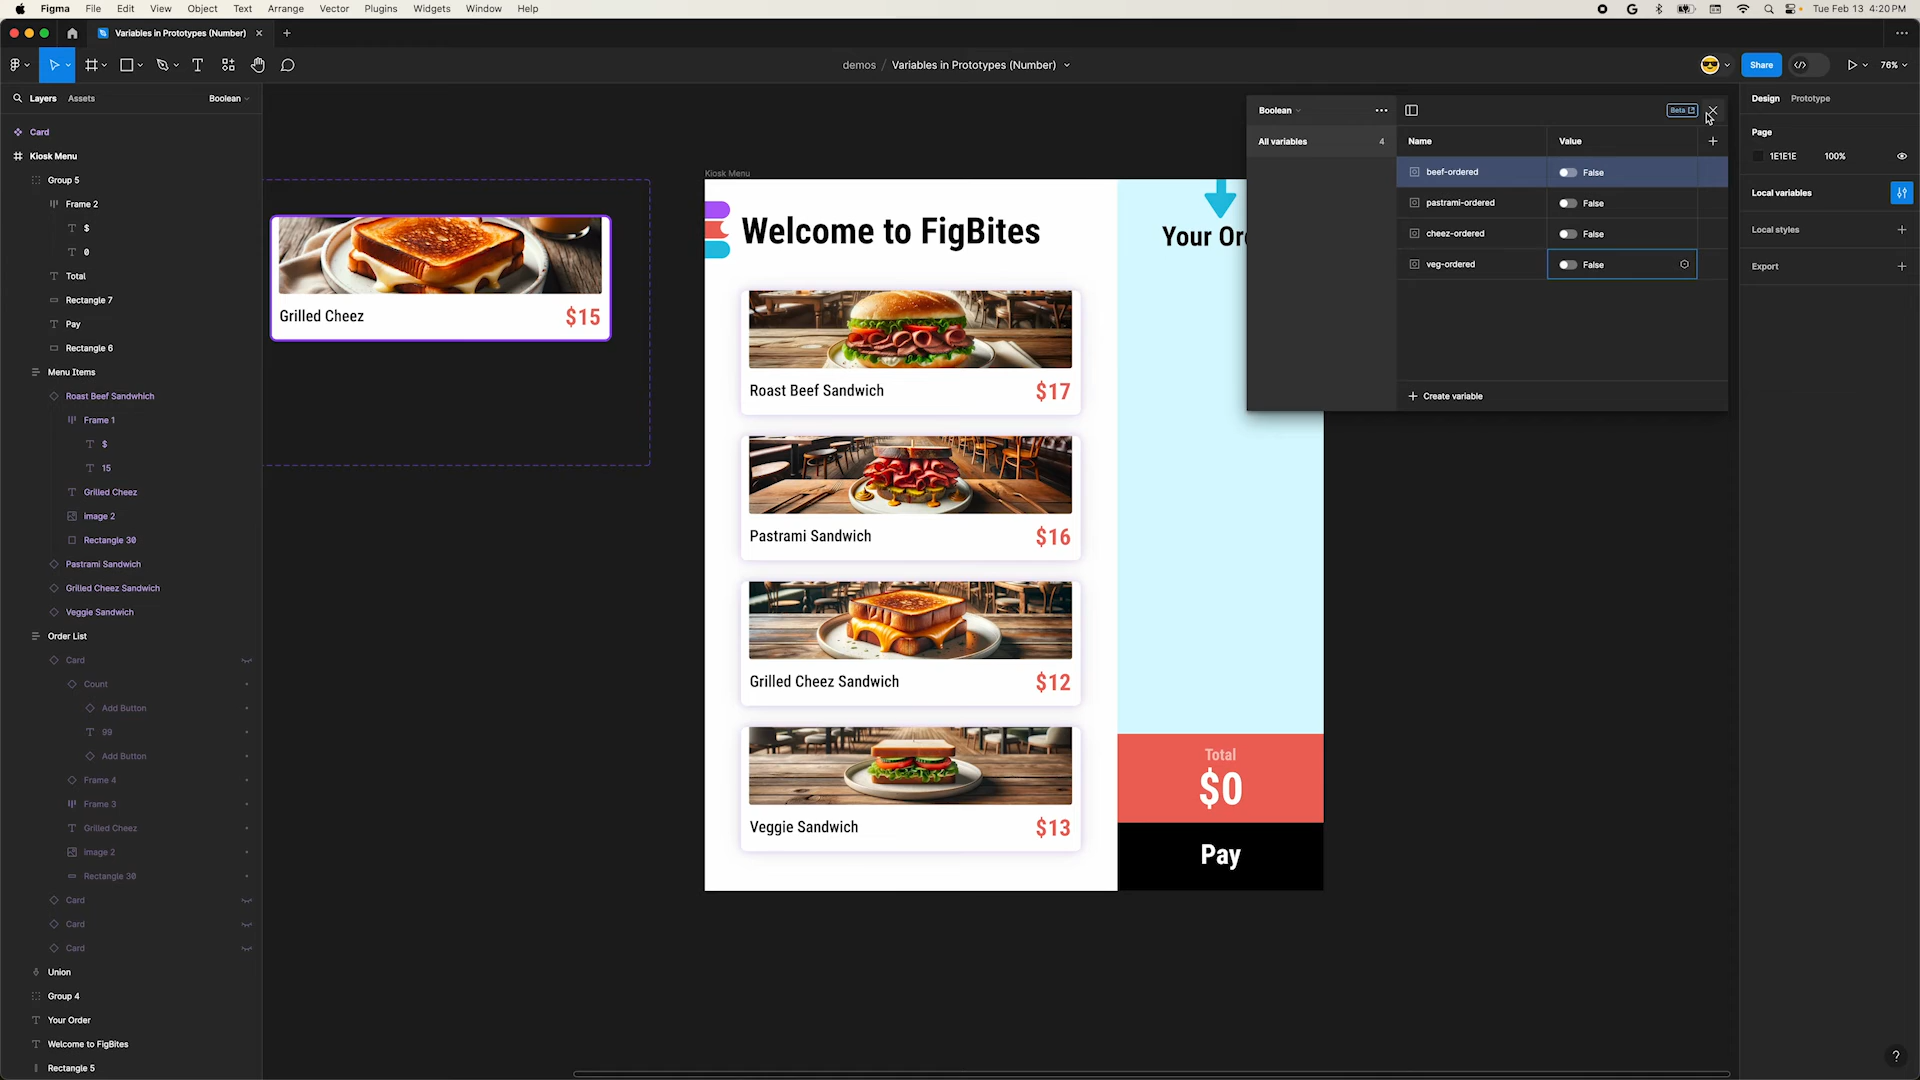 Figma File Edit View Object Text Arrange Vector Plugins Widgets Window Help
Tue Feb 13 4:20 PM
Variables in Prototypes (Number)
demos / Variables in Prototypes (Number)
Share
76%
Layers Assets Boolean
Card
Kiosk Menu
Group 5
Frame 2
$
0
Total
Rectangle 7
Pay
Rectangle 6
Menu Items
Roast Beef Sandwhich
Frame 1
$
15
Grilled Cheez
image 2
Rectangle 30
Pastrami Sandwich
Grilled Cheez Sandwich
Veggie Sandwich
Order List
Card
Count
Add Button
99
Add Button
Frame 4
Frame 3
Grilled Cheez
image 2
Rectangle 30
Card
Card
Card
Union
Group 4
Your Order
Welcome to FigBites
Rectangle 5
Grilled Cheez $15
Kiosk Menu
Welcome to FigBites
Roast Beef Sandwich $17
Pastrami Sandwich $16
Grilled Cheez Sandwich $12
Veggie Sandwich $13
Your Or
Total
$0
Pay
Boolean
Beta
All variables 4
Name Value
beef-ordered False
pastrami-ordered False
cheez-ordered False
veg-ordered False
Create variable
Design Prototype
Page
1E1E1E 100%
Local variables
Local styles
Export
?